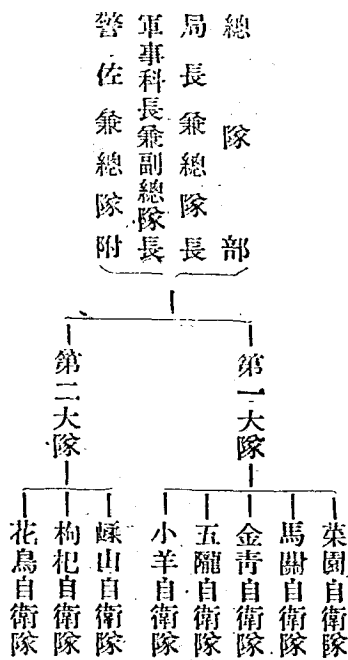 總隊部
局長兼總隊長
軍事科長兼副總隊長
警佐兼總隊附
第一大隊
第二大隊
菜園自衛隊
馬關自衛隊
金青自衛隊
五隴自衛隊
小羊自衛隊
嵊山自衛隊
枸杞自衛隊
花鳥自衛隊